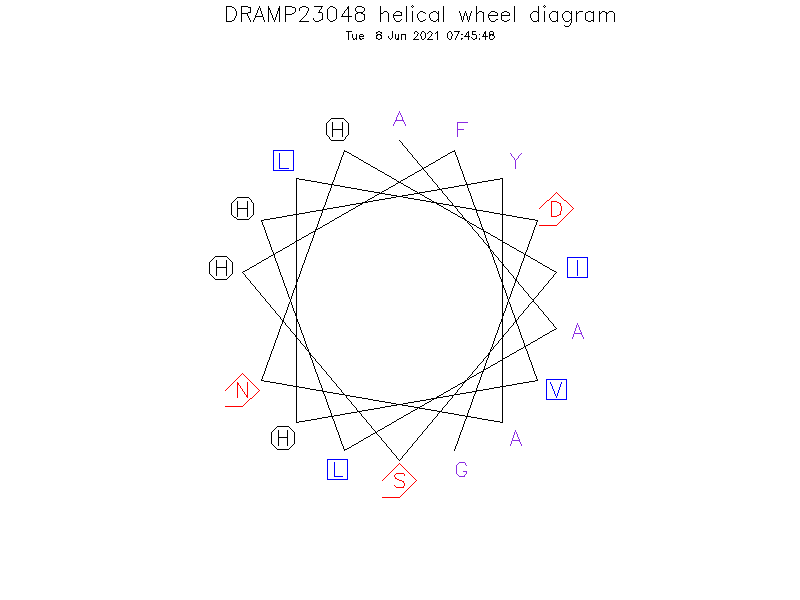 DRAMP23048 helical wheel diagram
Tue 8 Jun 2021 07:45:48
A
H F
L Y
H D
H I
A
N V
H A
L G
S